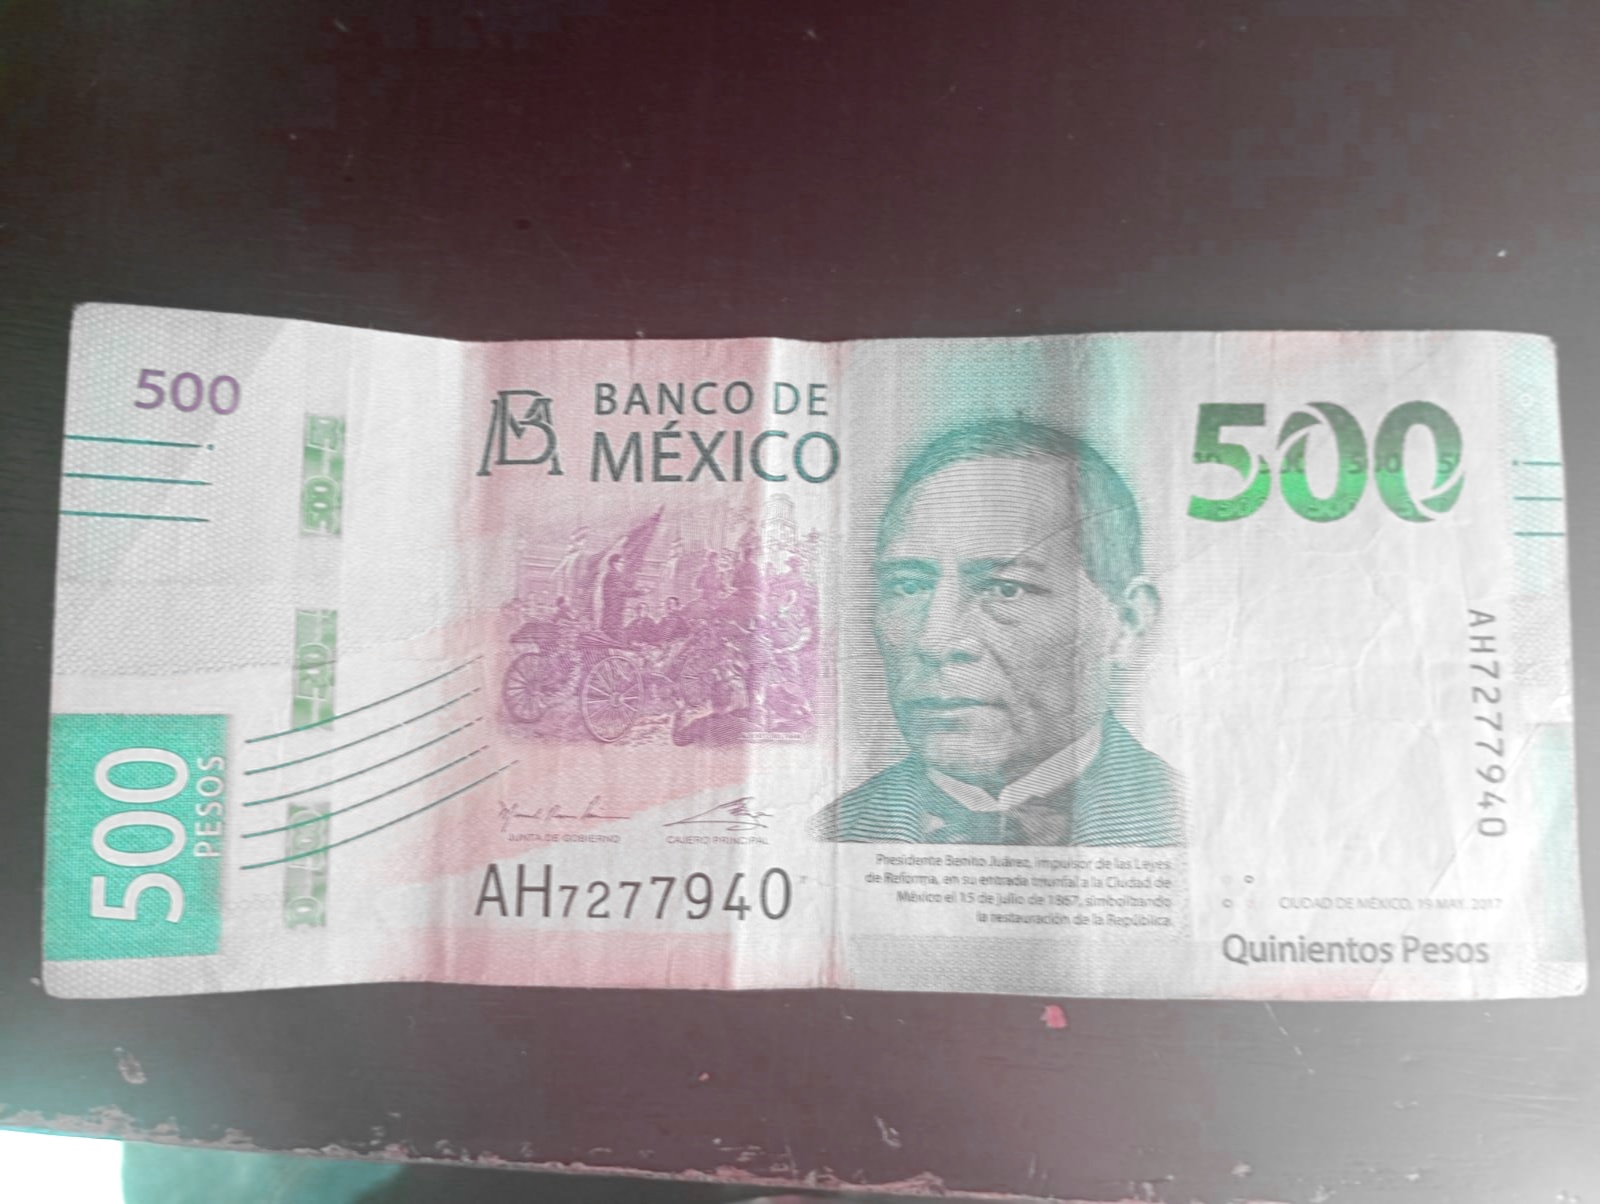 500
BANCO DE
MÉXICO
500
500
PESOS
JUNTA DE GOBIERNO
CAJERO PRINCIPAL
AH7277940
AH7277940
Presidente Benito Juárez, impulsor de las Leyes
de Reforma, en su entrada triunfal a la Ciudad de
México el 15 de julio de 1867, simbolizando
la restauración de la República.
CIUDAD DE MÉXICO, 19 MAY. 2017
Quinientos Pesos